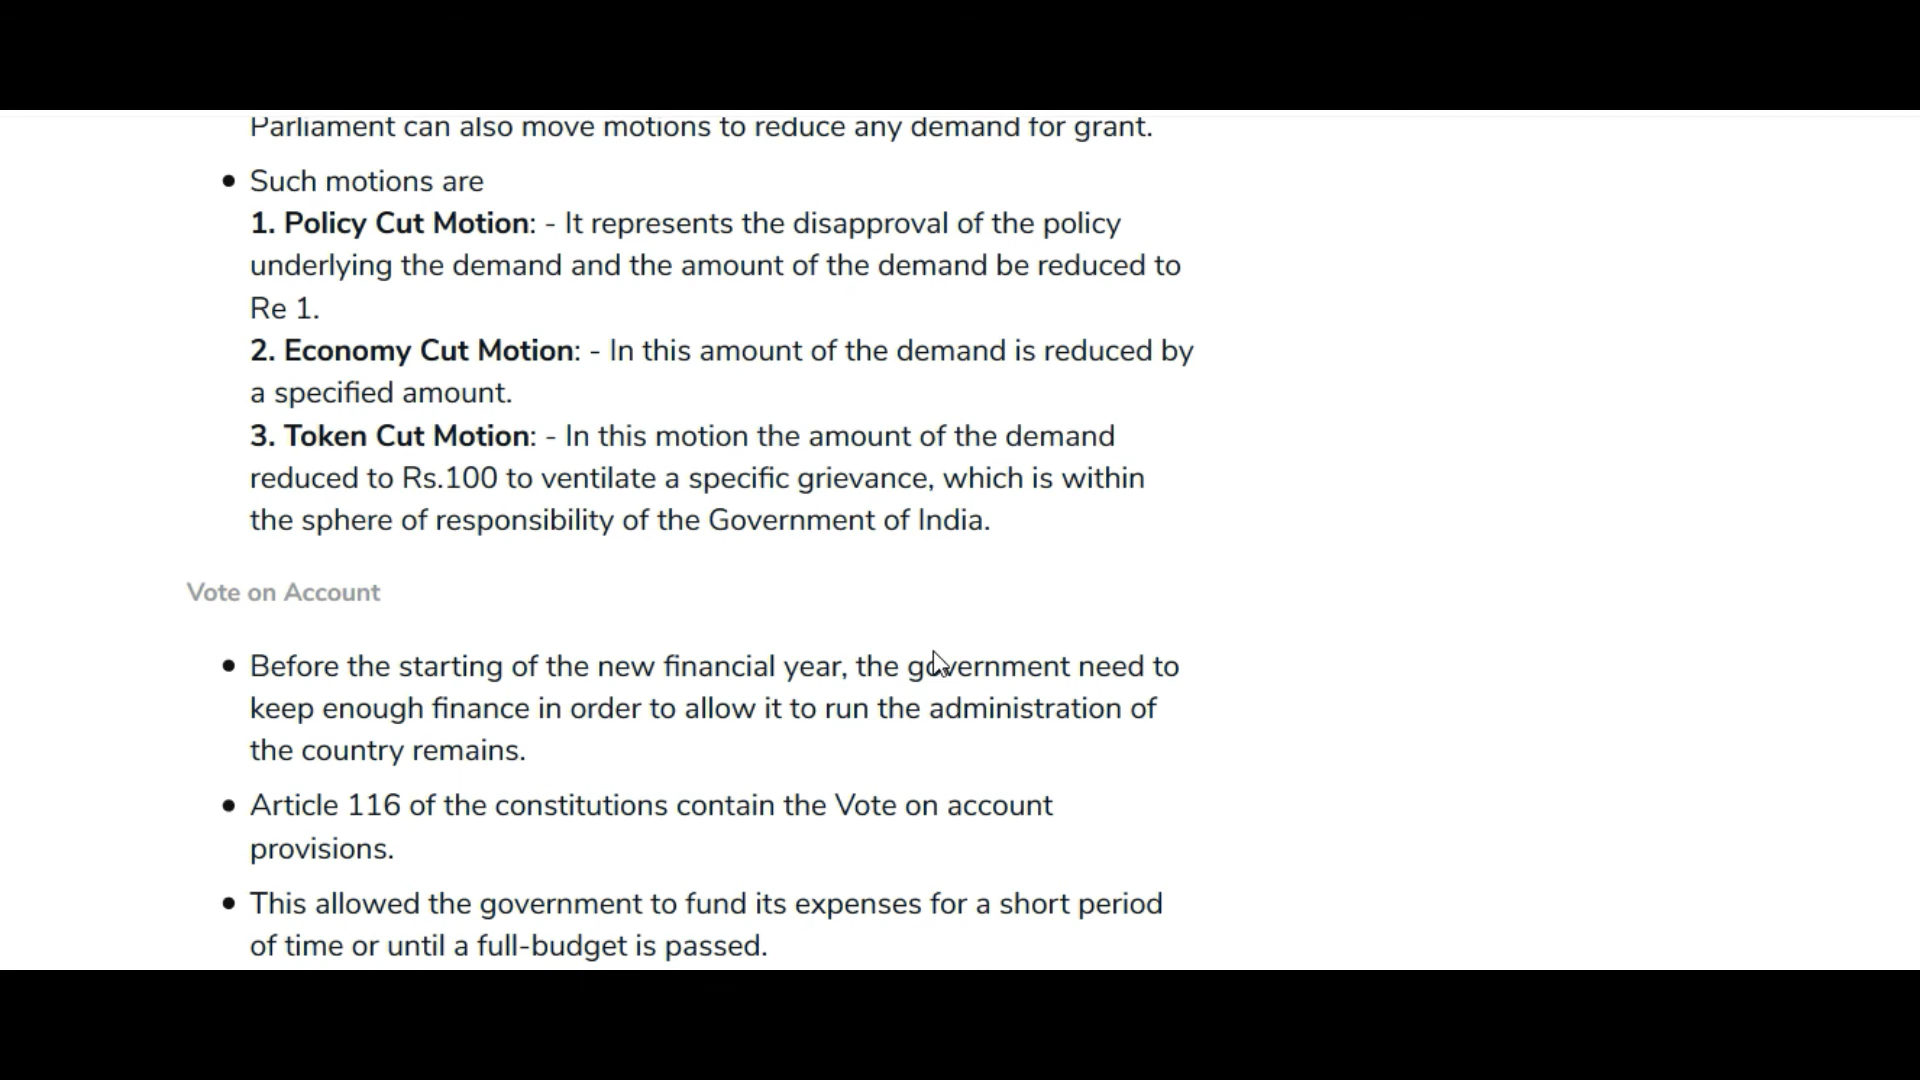 Parliament can also move motions to reduce any demand for grant.
• Such motions are
1. Policy Cut Motion: - It represents the disapproval of the policy
underlying the demand and the amount of the demand be reduced to
Re 1.
2. Economy Cut Motion: - In this amount of the demand is reduced by
a specified amount.
3. Token Cut Motion: - In this motion the amount of the demand
reduced to Rs.100 to ventilate a specific grievance, which is within
the sphere of responsibility of the Government of India.
Vote on Account
• Before the starting of the new financial year, the government need to
keep enough finance in order to allow it to run the administration of
the country remains.
• Article 116 of the constitutions contain the Vote on account
provisions.
• This allowed the government to fund its expenses for a short period
of time or until a full-budget is passed.